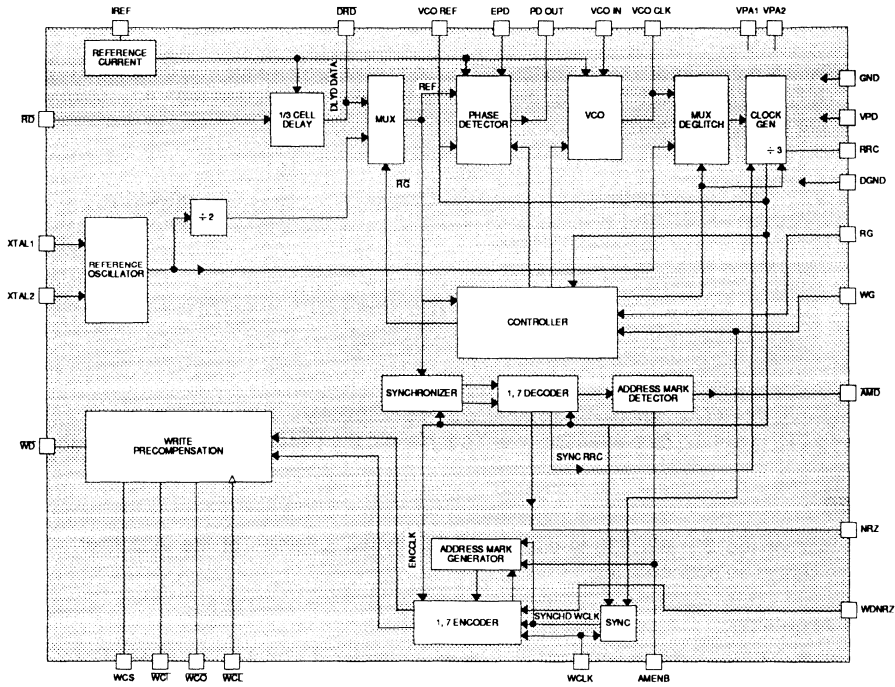 IREF
DRD
VCO REF
EPD
PD OUT
VCO IN
VCO CLK
VPA1
VPA2
REFERENCE
CURRENT
DLYD DATA
REF
1/3 CELL
DELAY
MUX
PHASE
DETECTOR
VCO
MUX
DEGLITCH
CLOCK
GEN
÷ 3
GND
VPD
RRC
DGND
RD
RG
÷ 2
XTAL1
REFERENCE
OSCILLATOR
XTAL2
RG
WG
CONTROLLER
SYNCHRONIZER
1, 7 DECODER
ADDRESS MARK
DETECTOR
AMD
WRITE
PRECOMPENSATION
WD
SYNC RRC
NRZ
ENCCLK
ADDRESS MARK
GENERATOR
SYNCHD WCLK
WDNRZ
1, 7 ENCODER
SYNC
WCS
WC1
WC0
WCL
WCLK
AMENB